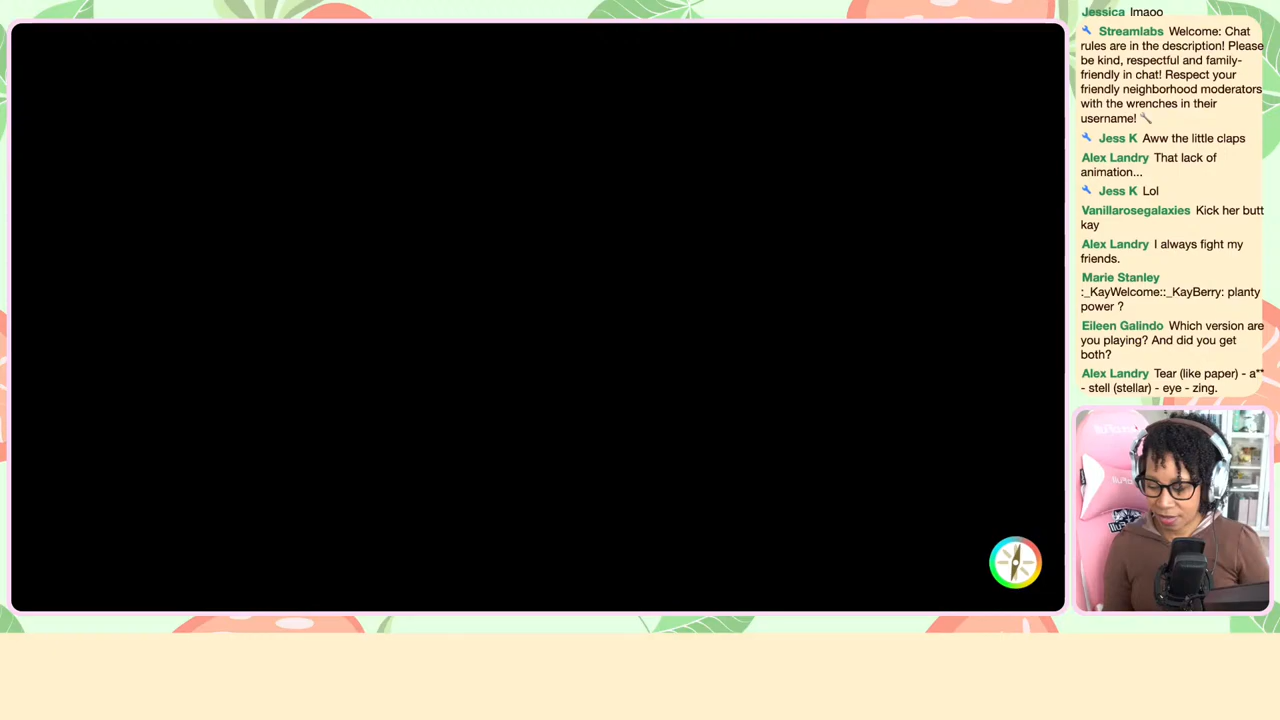 Jessica lmaoo
Streamlabs Welcome: Chat
rules are in the description! Please
be kind, respectful and family-
friendly in chat! Respect your
friendly neighborhood moderators
with the wrenches in their
username! 🔧
Jess K Aww the little claps
Alex Landry That lack of
animation...
Jess K Lol
Vanillarosegalaxies Kick her butt
kay
Alex Landry I always fight my
friends.
Marie Stanley
:_KayWelcome::_KayBerry: planty
power ?
Eileen Galindo Which version are
you playing? And did you get
both?
Alex Landry Tear (like paper) - a**
- stell (stellar) - eye - zing.